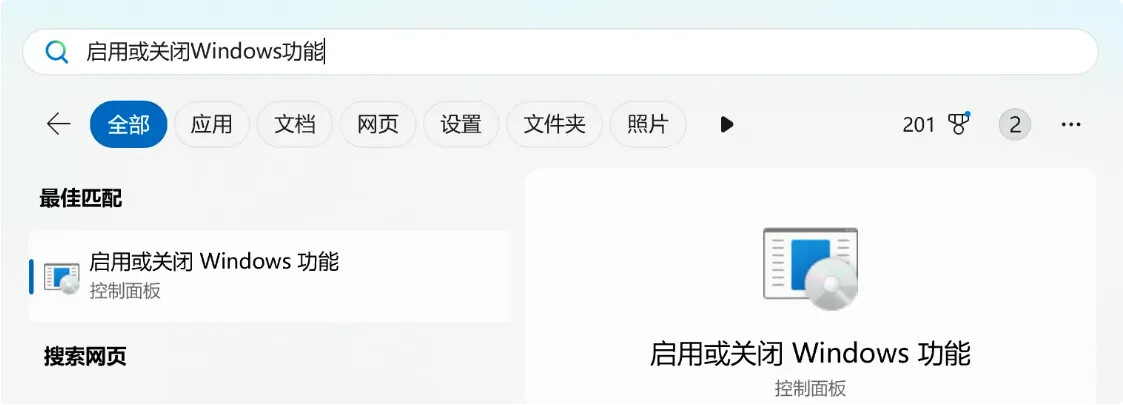 启用或关闭Windows功能
全部 应用 文档 网页 设置 文件夹 照片 201 2
最佳匹配
启用或关闭 Windows 功能
控制面板
搜索网页
启用或关闭 Windows 功能
控制面板